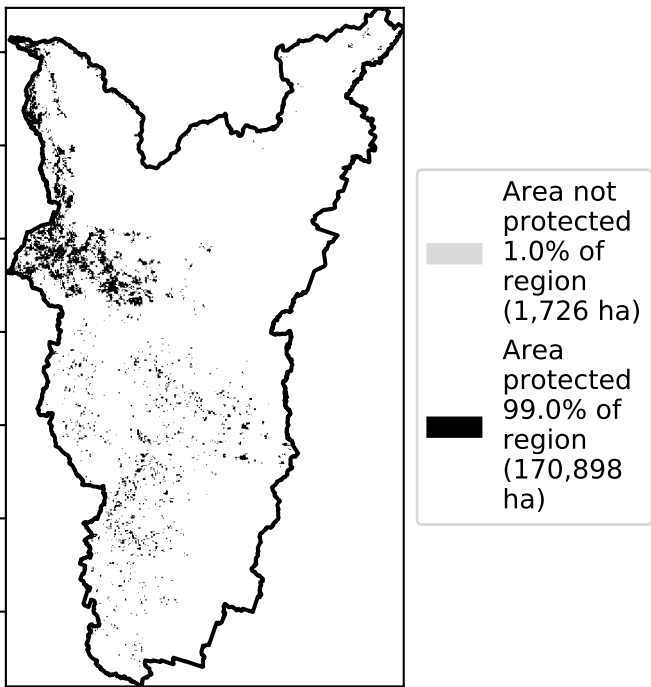 Area not
protected
1.0% of
region
(1,726 ha)
Area
protected
99.0% of
region
(170,898
ha)